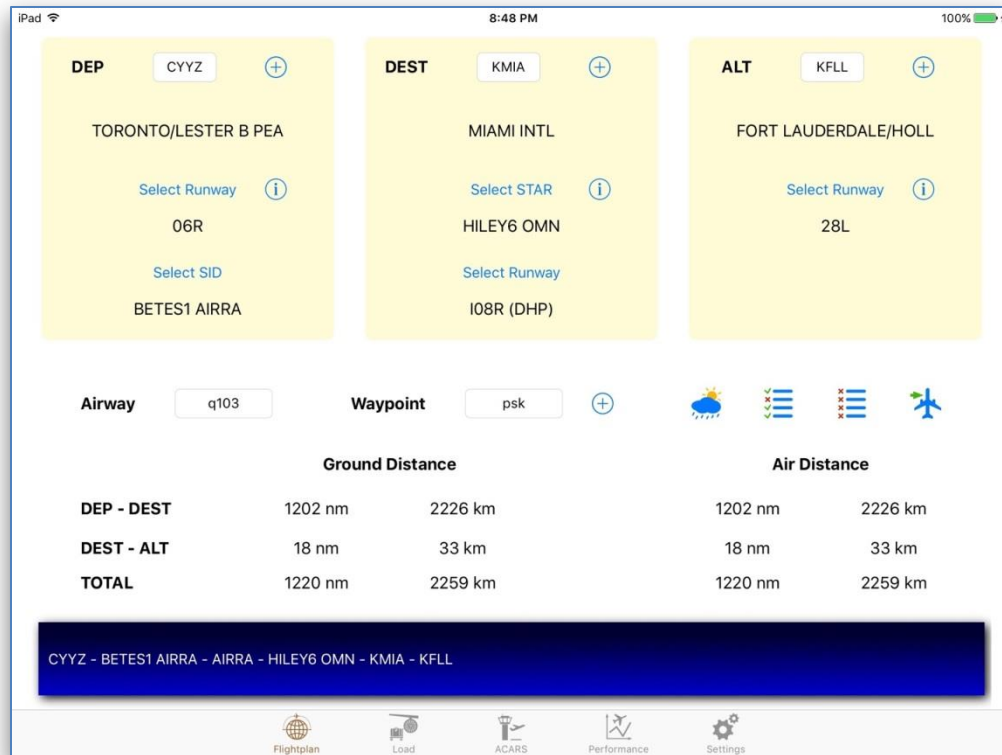 iPad 8:48 PM 100%
DEP CYYZ DEST KMIA ALT KFLL
TORONTO/LESTER B PEA MIAMI INTL FORT LAUDERDALE/HOLL
Select Runway Select STAR Select Runway
06R HILEY6 OMN 28L
Select SID Select Runway
BETES1 AIRRA I08R (DHP)
Airway q103 Waypoint psk
Ground Distance Air Distance
DEP - DEST 1202 nm 2226 km 1202 nm 2226 km
DEST - ALT 18 nm 33 km 18 nm 33 km
TOTAL 1220 nm 2259 km 1220 nm 2259 km
CYYZ - BETES1 AIRRA - AIRRA - HILEY6 OMN - KMIA - KFLL
Flightplan Load ACARS Performance Settings